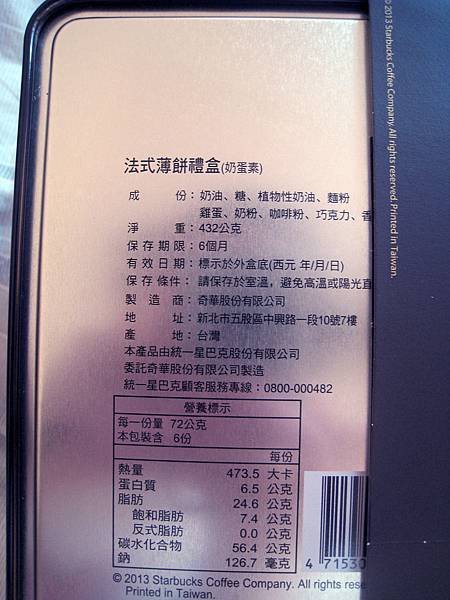 © 2013 Starbucks Coffee Company. All rights reserved. Printed in Taiwan.
法式薄餅禮盒(奶蛋素)
成份：奶油、糖、植物性奶油、麵粉
雞蛋、奶粉、咖啡粉、巧克力、香
淨重：432公克
保存期限：6個月
有效日期：標示於外盒底(西元 年/月/日)
保存條件：請保存於室溫，避免高溫或陽光直
製造商：奇華股份有限公司
地址：新北市五股區中興路一段10號7樓
產地：台灣
本產品由統一星巴克股份有限公司
委託奇華股份有限公司製造
統一星巴克顧客服務專線：0800-000482
營養標示
每一份量 72公克
本包裝含 6份
每份
熱量 473.5 大卡
蛋白質 6.5 公克
脂肪 24.6 公克
飽和脂肪 7.4 公克
反式脂肪 0.0 公克
碳水化合物 56.4 公克
鈉 126.7 毫克
4 71530
© 2013 Starbucks Coffee Company. All rights rese
Printed in Taiwan.